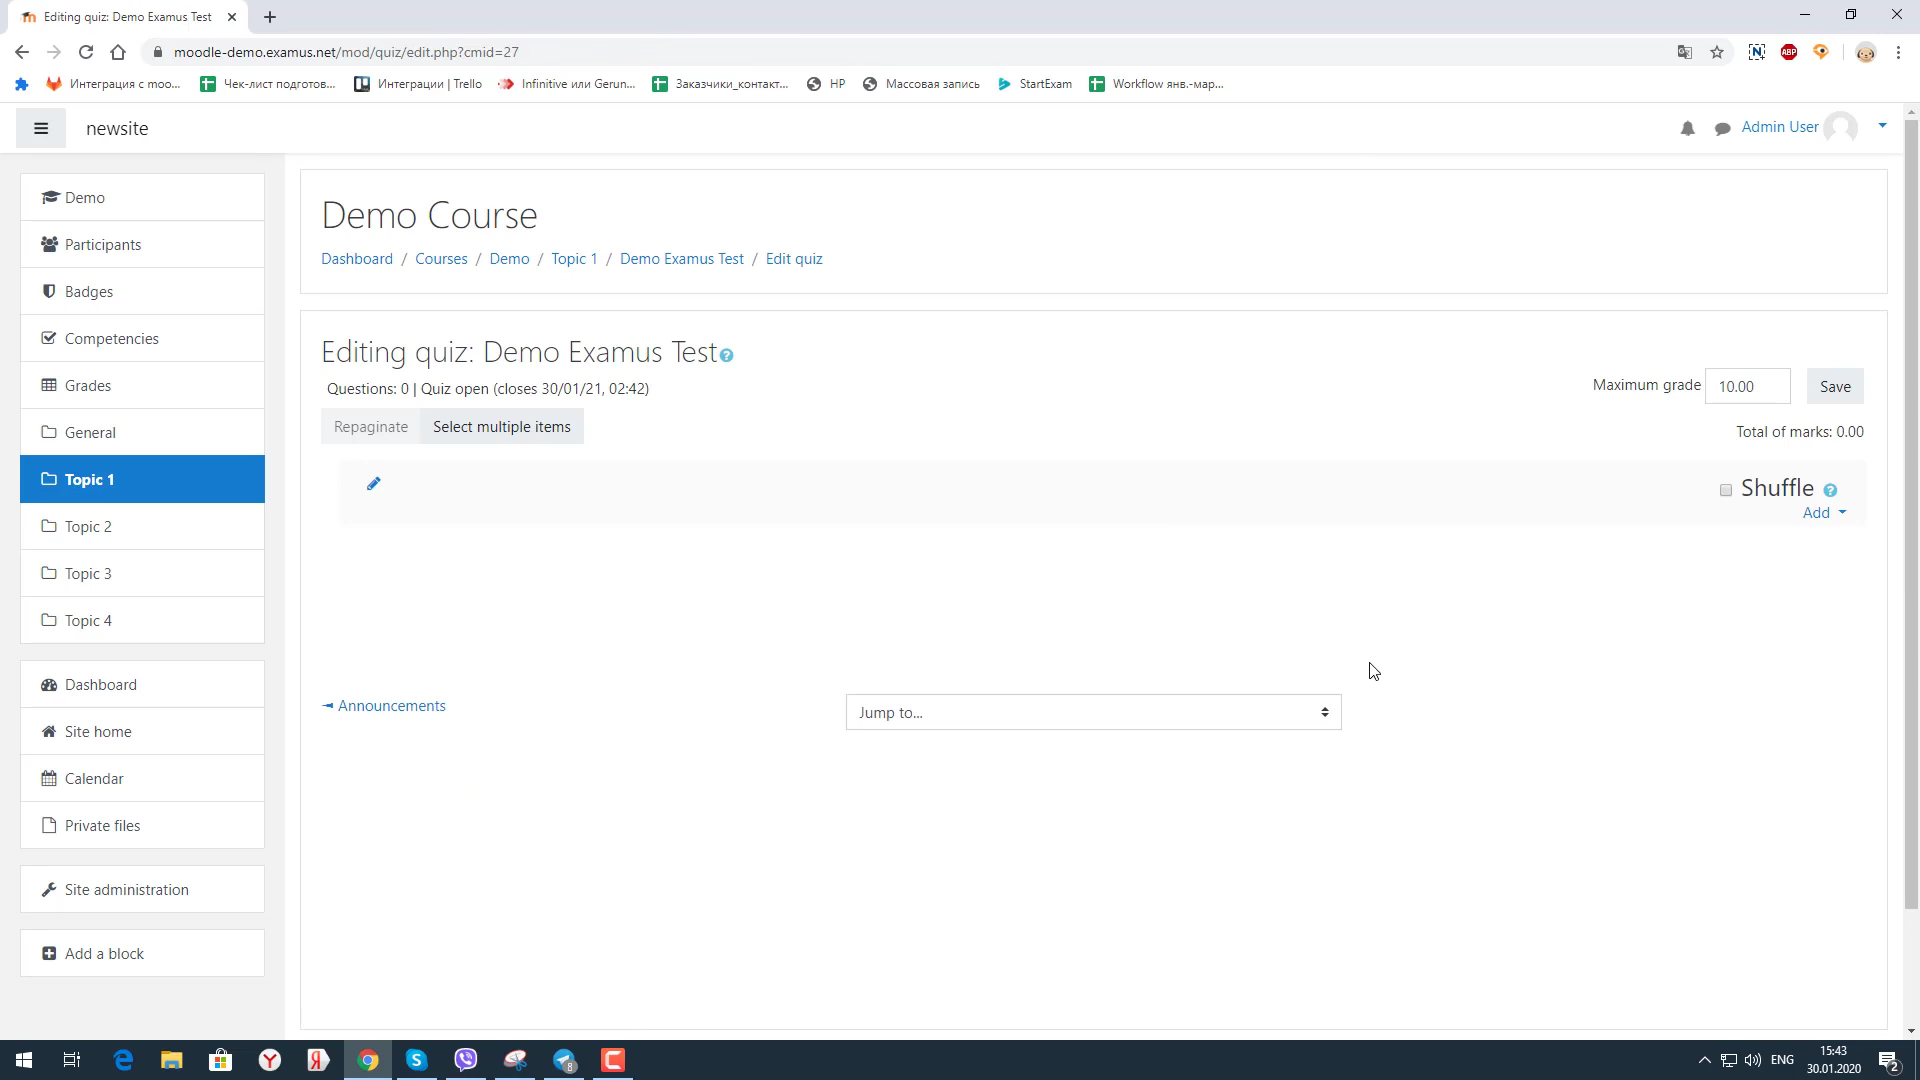 Editing quiz: Demo Examus Test
moodle-demo.examus.net/mod/quiz/edit.php?cmid=27
ABP
Интеграция с moo...
Чек-лист подготов...
Интеграции | Trello
Infinitive или Gerun...
Заказчики_контакт...
HP
Массовая запись
StartExam
Workflow янв.-мар...
newsite
Admin User
Demo
Participants
Badges
Competencies
Grades
General
Topic 1
Topic 2
Topic 3
Topic 4
Dashboard
Site home
Calendar
Private files
Site administration
Add a block
Demo Course
Dashboard / Courses / Demo / Topic 1 / Demo Examus Test / Edit quiz
Editing quiz: Demo Examus Test
Questions: 0 | Quiz open (closes 30/01/21, 02:42)
Maximum grade 10.00 Save
Repaginate Select multiple items
Total of marks: 0.00
Shuffle
Add
Announcements
Jump to...
8
ENG
15:43
30.01.2020
2